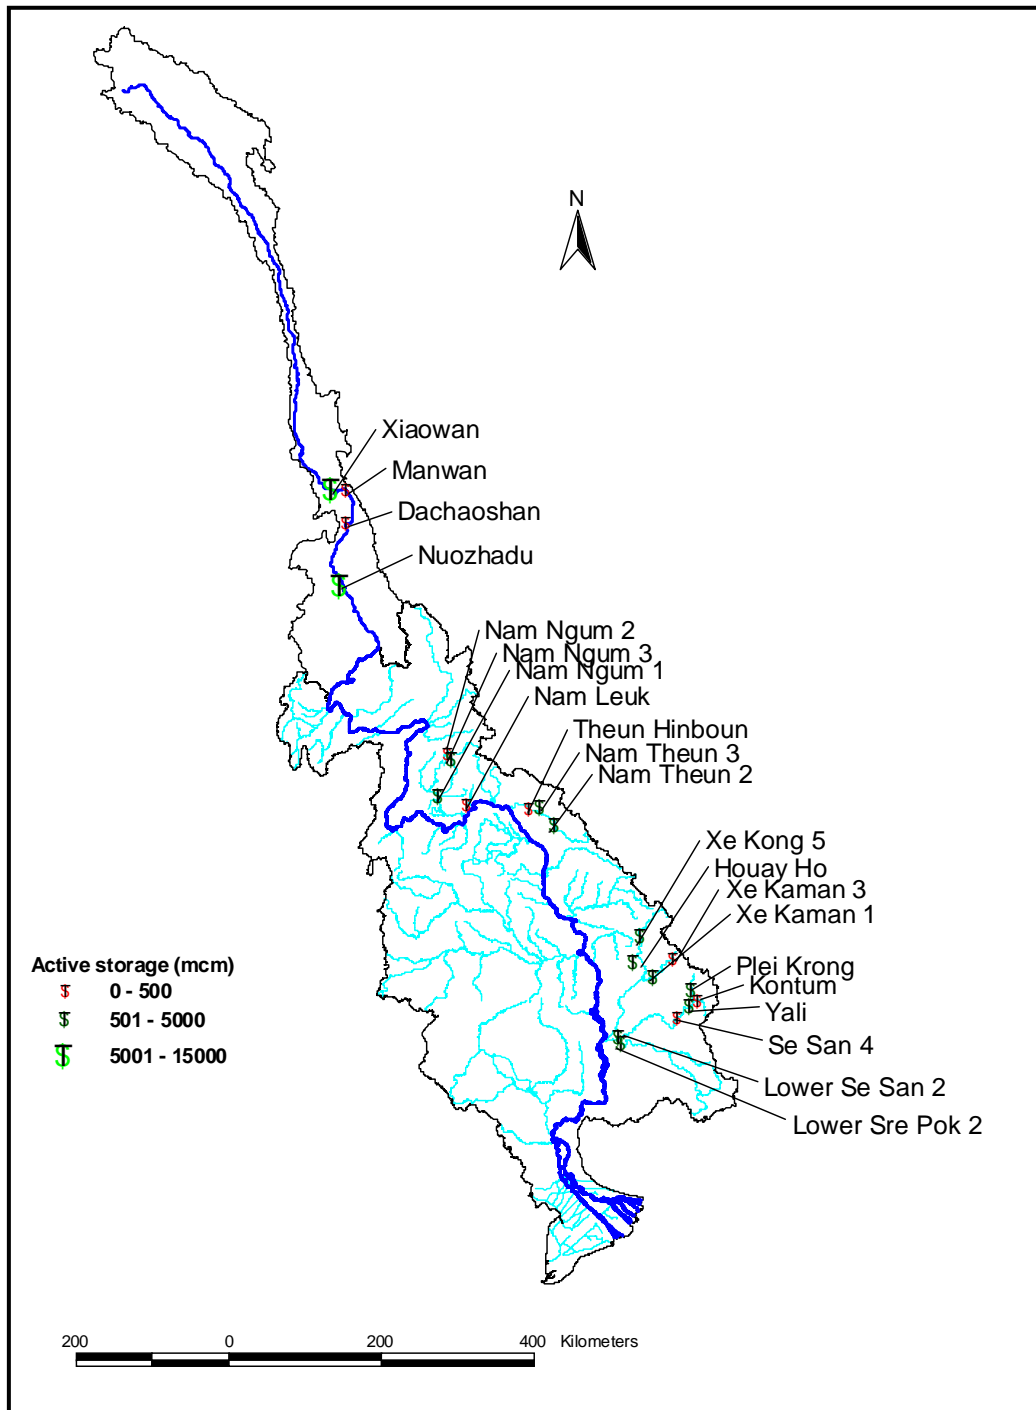 N
Xiaowan
Manwan
Dachaoshan
Nuozhadu
Nam Ngum 2
Nam Ngum 3
Nam Ngum 1
Nam Leuk
Theun Hinboun
Nam Theun 3
Nam Theun 2
Xe Kong 5
Houay Ho
Xe Kaman 3
Xe Kaman 1
Plei Krong
Kontum
Yali
Se San 4
Lower Se San 2
Lower Sre Pok 2
Active storage (mcm)
0 - 500
501 - 5000
5001 - 15000
200 0 200 400 Kilometers